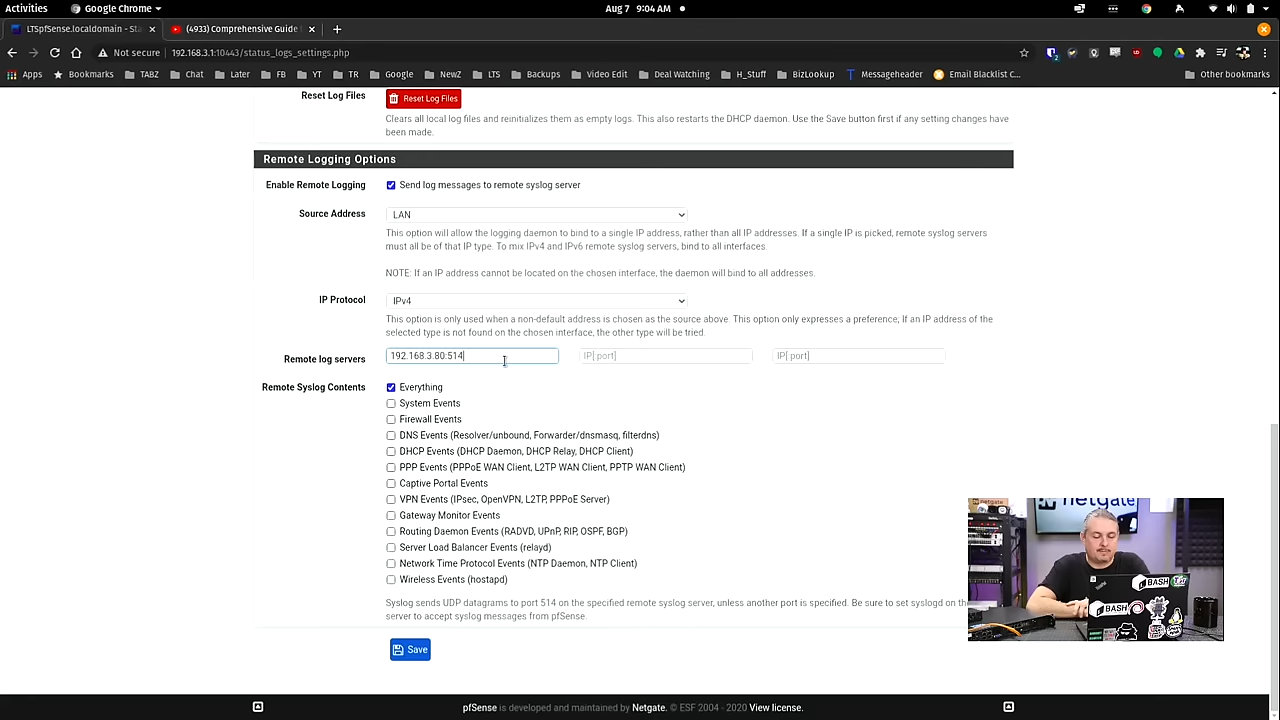 Activities
Google Chrome
Aug 7 9:04 AM
LTSpfSense.localdomain - Sta
(4933) Comprehensive Guide
Not secure
192.168.3.1:10443/status_logs_settings.php
Apps
Bookmarks
TABZ
Chat
Later
FB
YT
TR
Google
NewZ
LTS
Backups
Video Edit
Deal Watching
H_Stuff
BizLookup
Messageheader
Email Blacklist C...
Other bookmarks
Reset Log Files
Reset Log Files
Clears all local log files and reinitializes them as empty logs. This also restarts the DHCP daemon. Use the Save button first if any setting changes have
been made.
Remote Logging Options
Enable Remote Logging
Send log messages to remote syslog server
Source Address
LAN
This option will allow the logging daemon to bind to a single IP address, rather than all IP addresses. If a single IP is picked, remote syslog servers
must all be of that IP type. To mix IPv4 and IPv6 remote syslog servers, bind to all interfaces.
NOTE: If an IP address cannot be located on the chosen interface, the daemon will bind to all addresses.
IP Protocol
IPv4
This option is only used when a non-default address is chosen as the source above. This option only expresses a preference; If an IP address of the
selected type is not found on the chosen interface, the other type will be tried.
Remote log servers
192.168.3.80:514
IP[:port]
IP[:port]
Remote Syslog Contents
Everything
System Events
Firewall Events
DNS Events (Resolver/unbound, Forwarder/dnsmasq, filterdns)
DHCP Events (DHCP Daemon, DHCP Relay, DHCP Client)
PPP Events (PPPoE WAN Client, L2TP WAN Client, PPTP WAN Client)
Captive Portal Events
VPN Events (IPsec, OpenVPN, L2TP, PPPoE Server)
Gateway Monitor Events
Routing Daemon Events (RADVD, UPnP, RIP, OSPF, BGP)
Server Load Balancer Events (relayd)
Network Time Protocol Events (NTP Daemon, NTP Client)
Wireless Events (hostapd)
Syslog sends UDP datagrams to port 514 on the specified remote syslog server, unless another port is specified. Be sure to set syslogd on the
server to accept syslog messages from pfSense.
Save
netgate
BASH
BASH
pfSense is developed and maintained by Netgate. © ESF 2004 - 2020 View license.